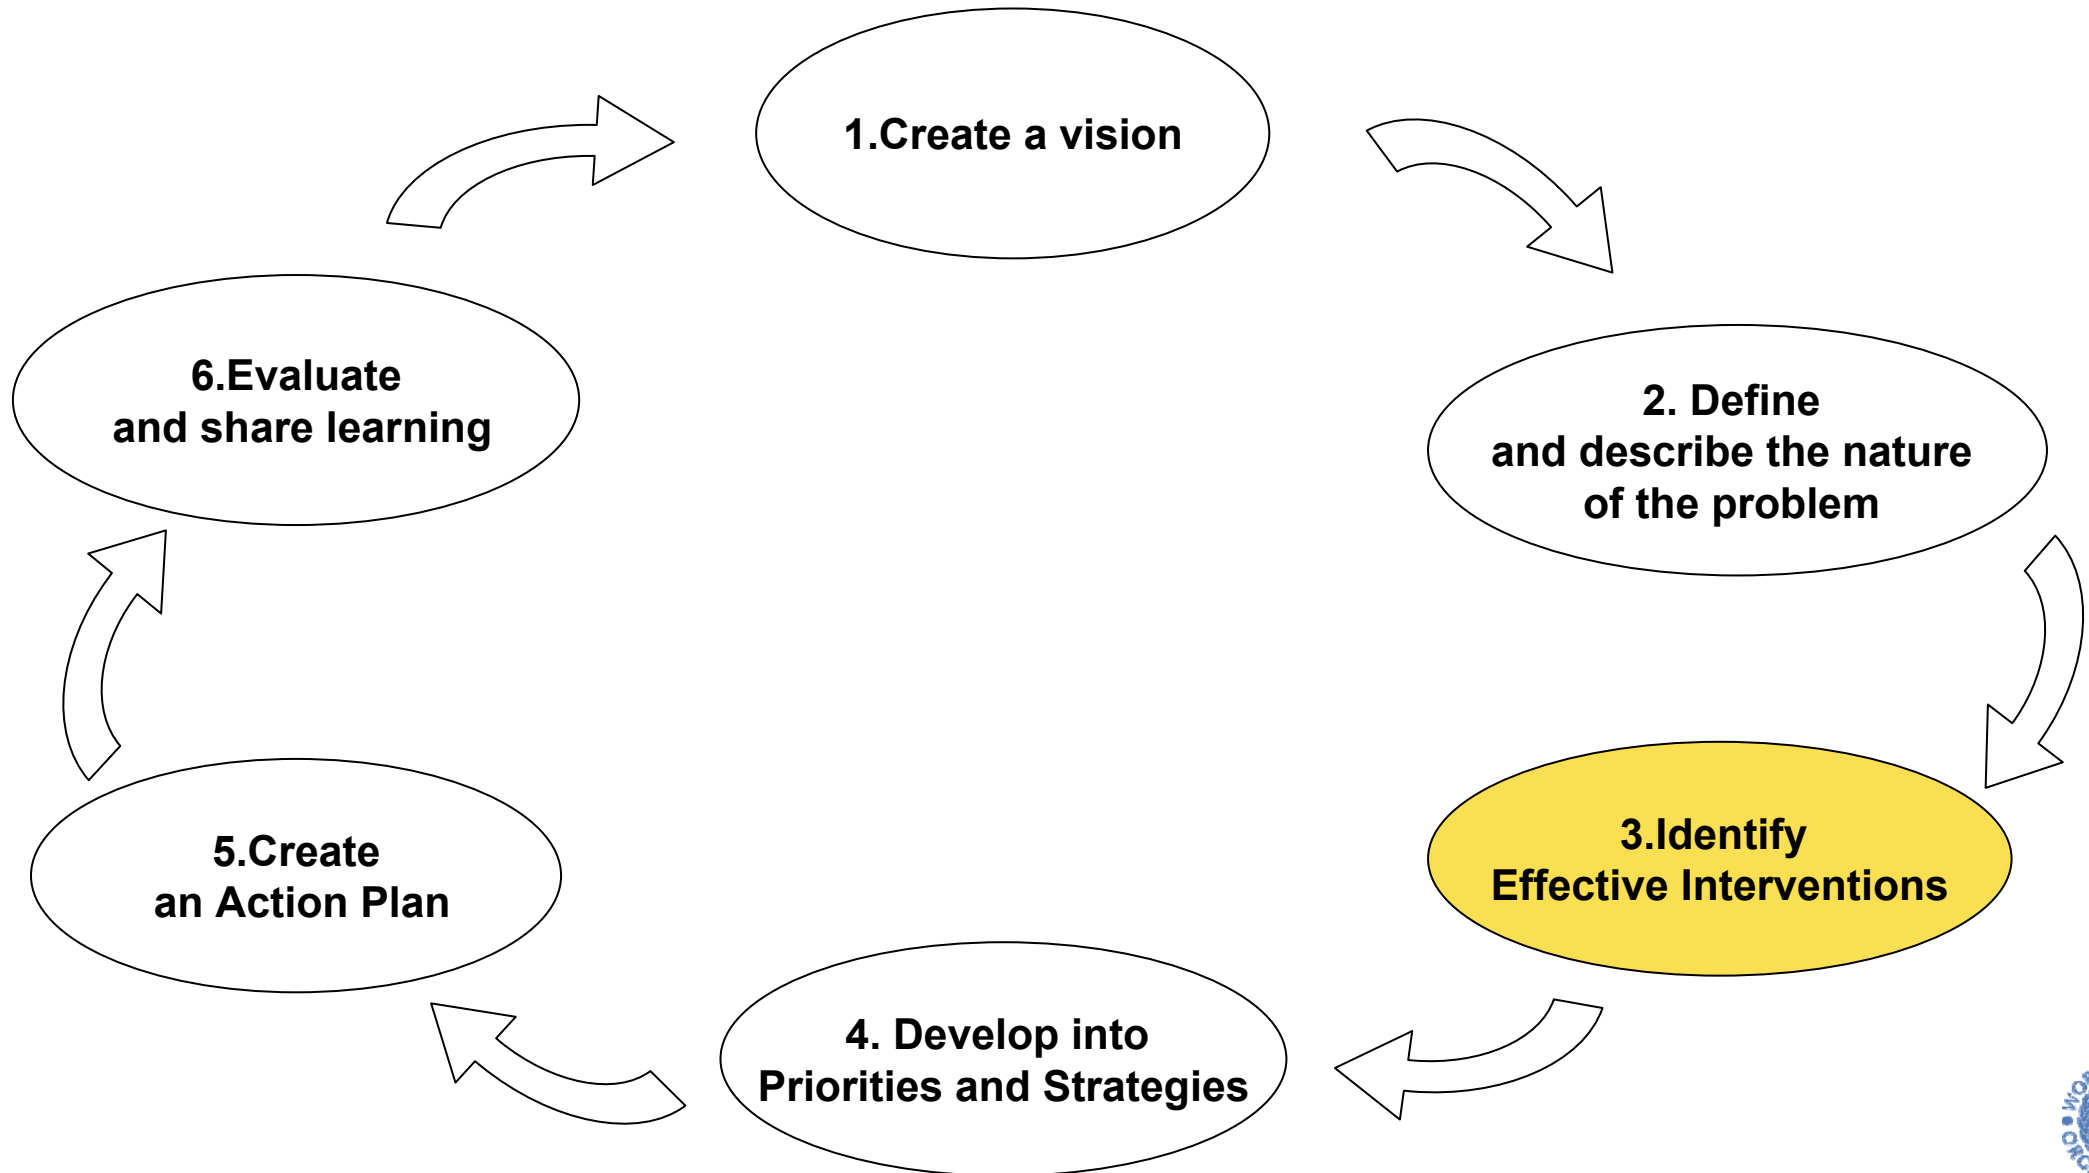 1.Create a vision
2. Define
and describe the nature
of the problem
3.Identify
Effective Interventions
4. Develop into
Priorities and Strategies
5.Create
an Action Plan
6.Evaluate
and share learning